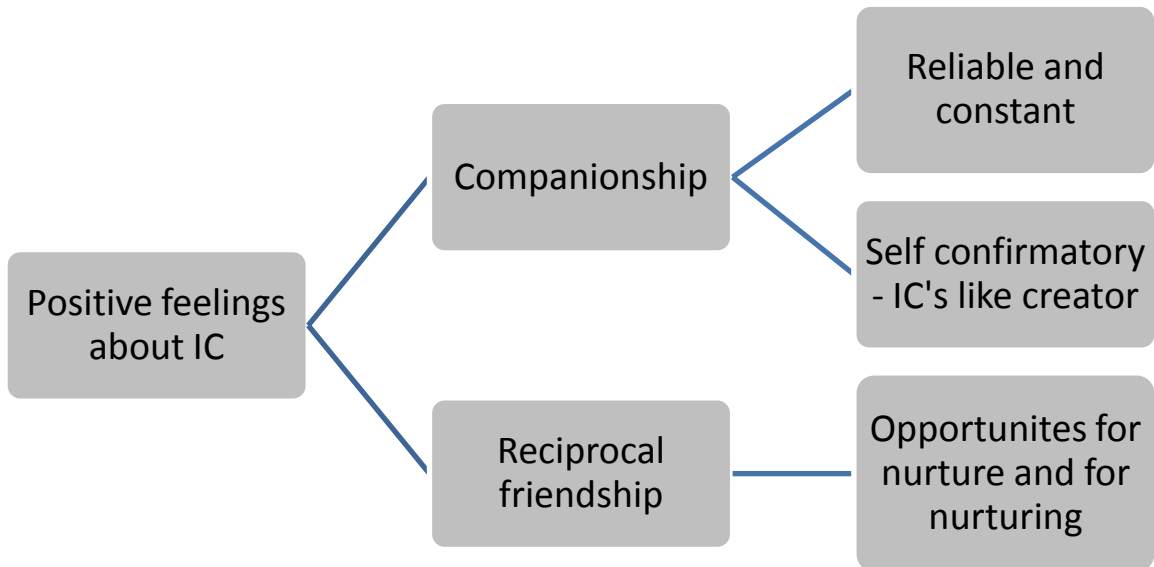 Positive feelings
about IC
Companionship
Reliable and
constant
Self confirmatory
- IC's like creator
Reciprocal
friendship
Opportunites for
nurture and for
nurturing